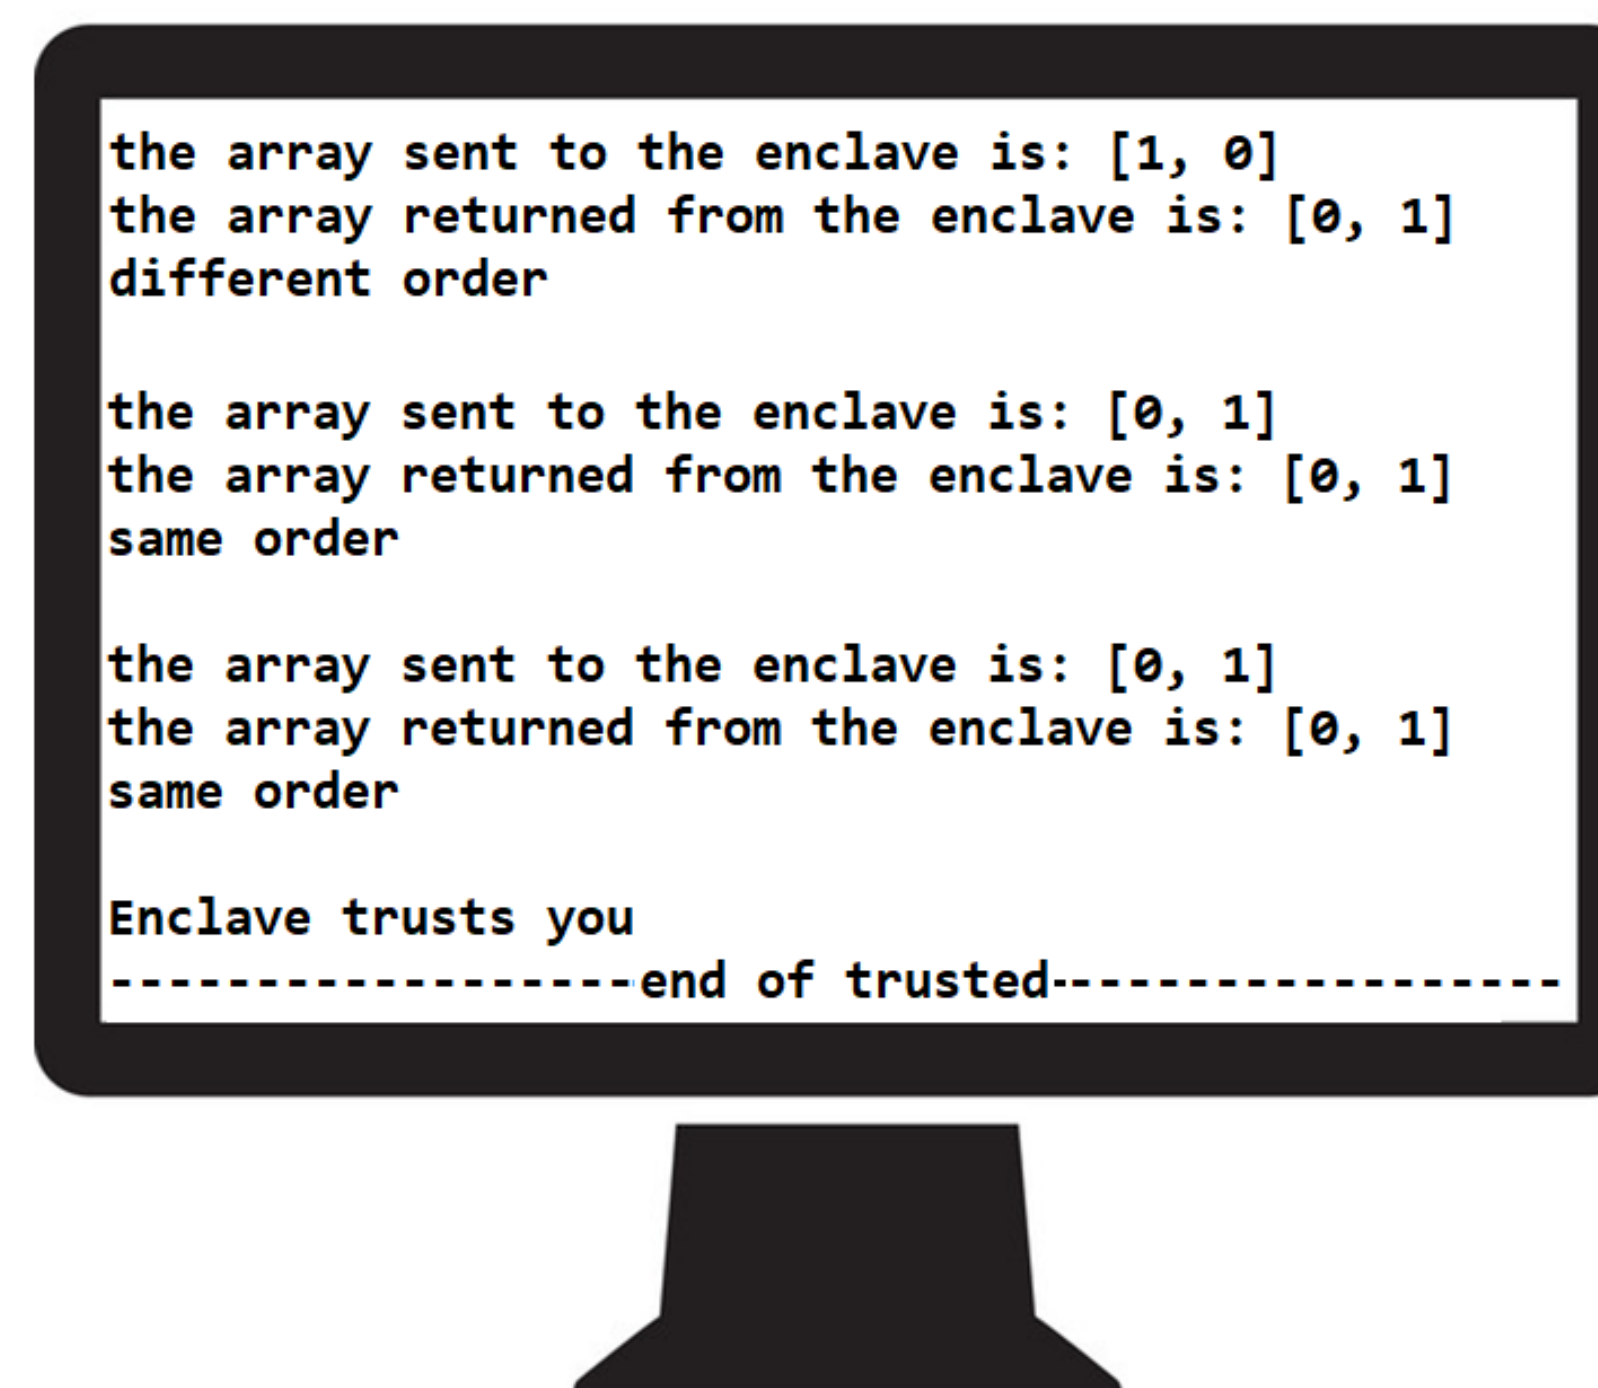 the array sent to the enclave is: [1, 0]
the array returned from the enclave is: [0, 1]
different order
the array sent to the enclave is: [0, 1]
the array returned from the enclave is: [0, 1]
same order
the array sent to the enclave is: [0, 1]
the array returned from the enclave is: [0, 1]
same order
Enclave trusts you
------------------end of trusted------------------